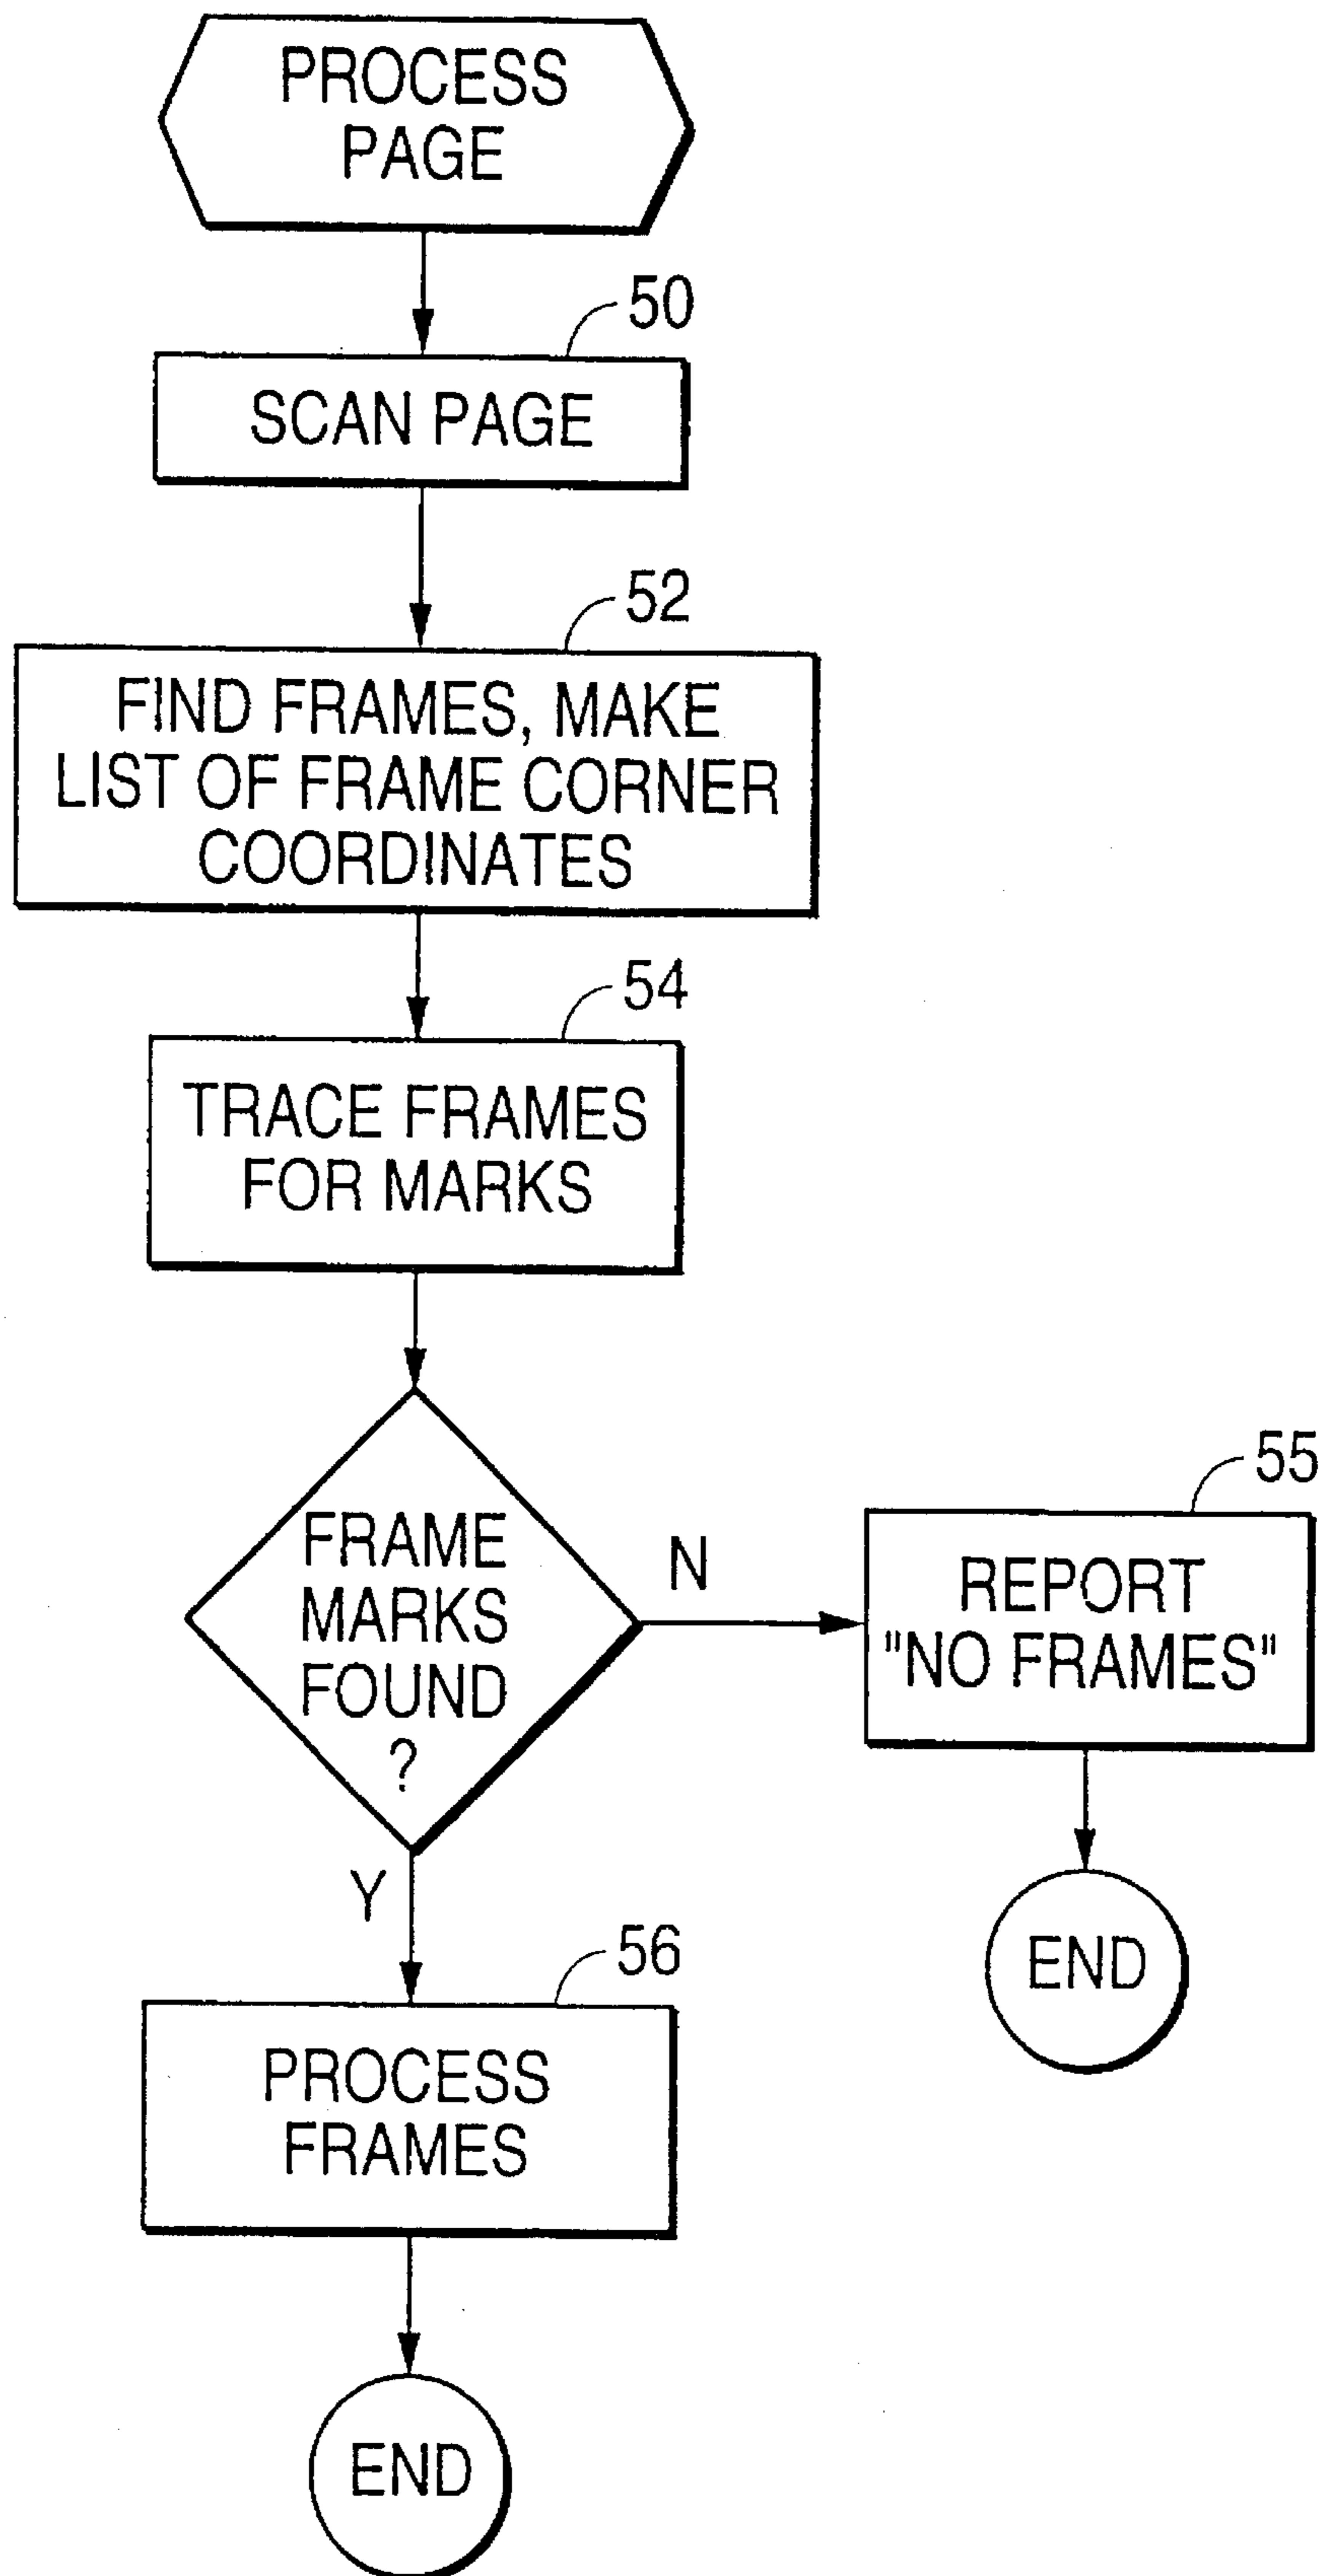 PROCESS
PAGE
50
SCAN PAGE
52
FIND FRAMES, MAKE
LIST OF FRAME CORNER
COORDINATES
54
TRACE FRAMES
FOR MARKS
FRAME
MARKS
FOUND
?
N
55
REPORT
"NO FRAMES"
END
Y
56
PROCESS
FRAMES
END